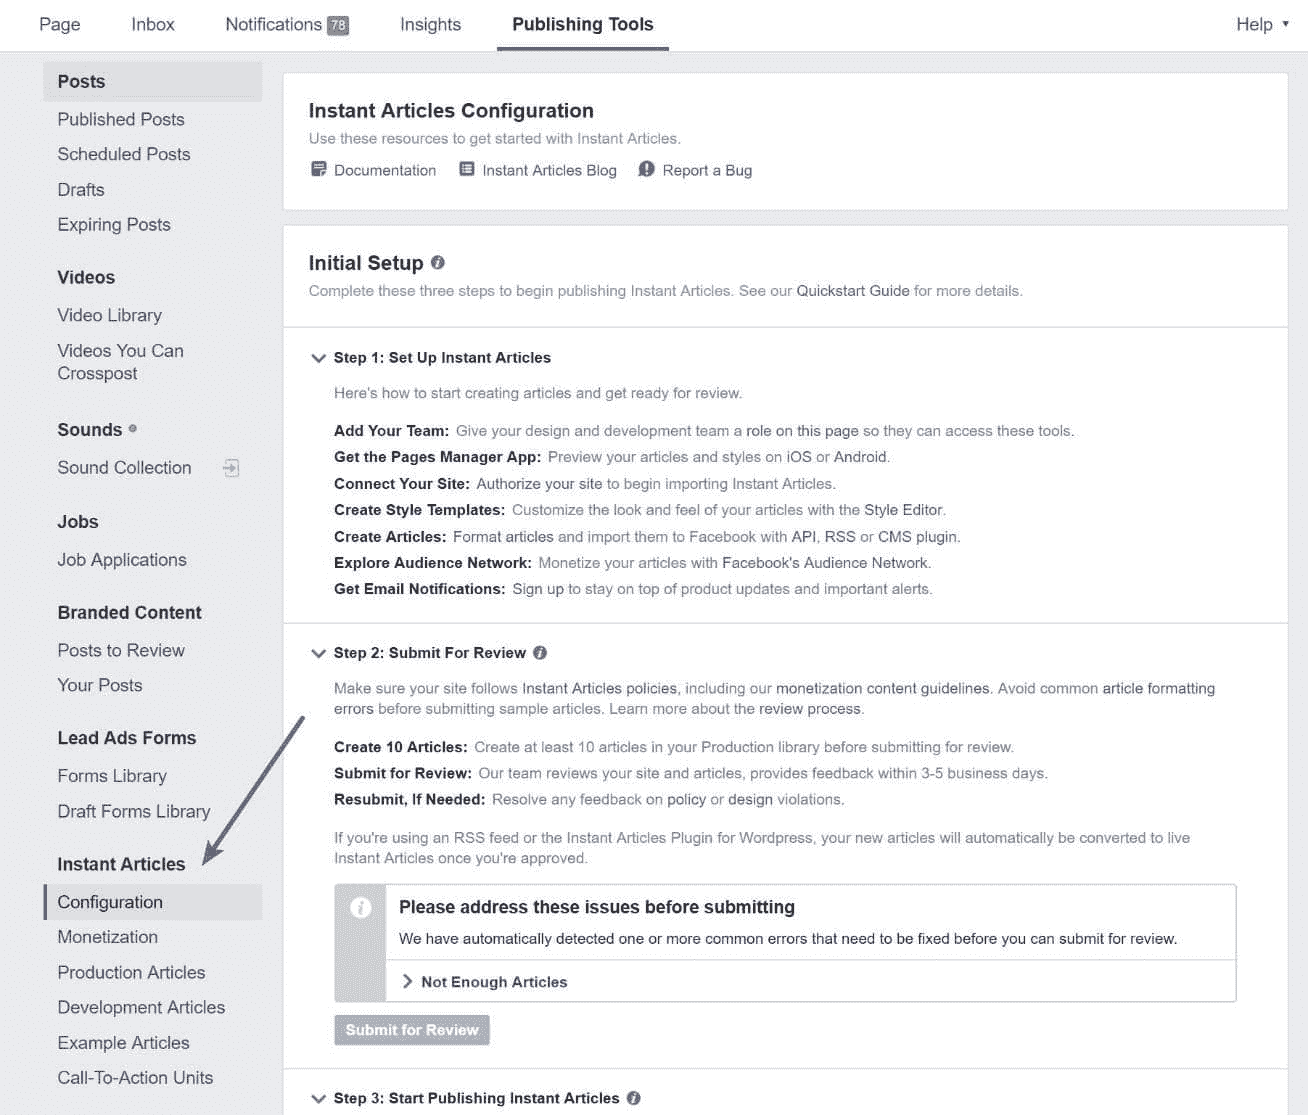 Page
Inbox
Notifications 78
Insights
Publishing Tools
Help
Posts
Published Posts
Scheduled Posts
Drafts
Expiring Posts
Videos
Video Library
Videos You Can
Crosspost
Sounds
Sound Collection
Jobs
Job Applications
Branded Content
Posts to Review
Your Posts
Lead Ads Forms
Forms Library
Draft Forms Library
Instant Articles
Configuration
Monetization
Production Articles
Development Articles
Example Articles
Call-To-Action Units
Instant Articles Configuration
Use these resources to get started with Instant Articles.
Documentation
Instant Articles Blog
Report a Bug
Initial Setup
Complete these three steps to begin publishing Instant Articles. See our Quickstart Guide for more details.
Step 1: Set Up Instant Articles
Here's how to start creating articles and get ready for review.
Add Your Team: Give your design and development team a role on this page so they can access these tools.
Get the Pages Manager App: Preview your articles and styles on iOS or Android.
Connect Your Site: Authorize your site to begin importing Instant Articles.
Create Style Templates: Customize the look and feel of your articles with the Style Editor.
Create Articles: Format articles and import them to Facebook with API, RSS or CMS plugin.
Explore Audience Network: Monetize your articles with Facebook's Audience Network.
Get Email Notifications: Sign up to stay on top of product updates and important alerts.
Step 2: Submit For Review
Make sure your site follows Instant Articles policies, including our monetization content guidelines. Avoid common article formatting
errors before submitting sample articles. Learn more about the review process.
Create 10 Articles: Create at least 10 articles in your Production library before submitting for review.
Submit for Review: Our team reviews your site and articles, provides feedback within 3-5 business days.
Resubmit, If Needed: Resolve any feedback on policy or design violations.
If you're using an RSS feed or the Instant Articles Plugin for Wordpress, your new articles will automatically be converted to live
Instant Articles once you're approved.
Please address these issues before submitting
We have automatically detected one or more common errors that need to be fixed before you can submit for review.
Not Enough Articles
Submit for Review
Step 3: Start Publishing Instant Articles